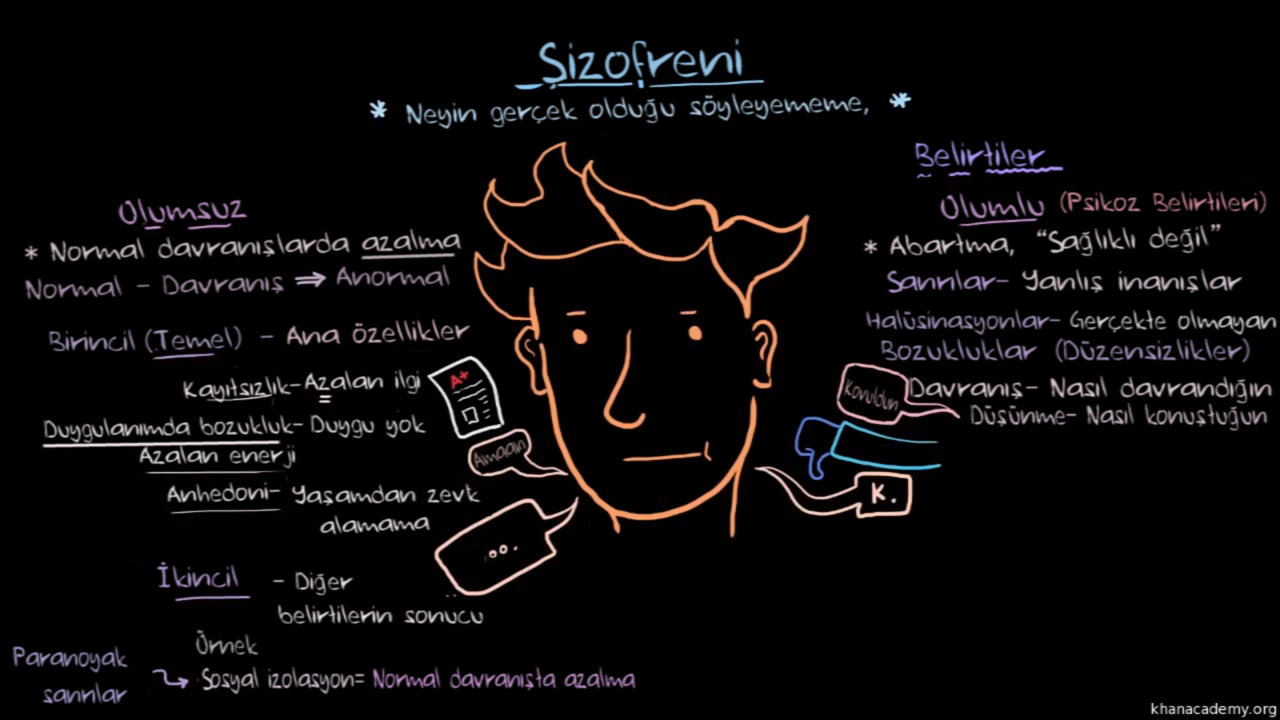 Şizofreni
* Neyin gerçek olduğu söyleyememe, *
Belirtiler
Olumlu (Psikoz Belirtileri)
* Abartma, “Sağlıklı değil”
Sanrılar- Yanlış inanışlar
Halüsinasyonlar- Gerçekte olmayan
Bozukluklar (Düzensizlikler)
Davranış- Nasıl davrandığın
Düşünme- Nasıl konuştuğun
Kovuldun
K.
Olumsuz
* Normal davranışlarda azalma
Normal - Davranış ⇒ Anormal
Birincil (Temel) - Ana özellikler
Kayıtsızlık- Azalan ilgi
A+
Duygulanımda bozukluk- Duygu yok
Azalan enerji
Amaaan
Anhedoni- Yaşamdan zevk
alamama
...
İkincil - Diğer
belirtilerin sonucu
Örnek
Paranoyak
sanrılar
Sosyal izolasyon= Normal davranışta azalma
khanacademy.org